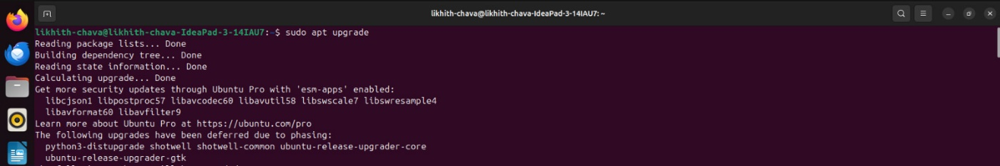 likhith-chava@likhith-chava-IdeaPad-3-14IAU7: ~
likhith-chava@likhith-chava-IdeaPad-3-14IAU7:~$ sudo apt upgrade
Reading package lists... Done
Building dependency tree... Done
Reading state information... Done
Calculating upgrade... Done
Get more security updates through Ubuntu Pro with 'esm-apps' enabled:
  libcjson1 libpostproc57 libavcodec60 libavutil58 libswscale7 libswresample4
  libavformat60 libavfilter9
Learn more about Ubuntu Pro at https://ubuntu.com/pro
The following upgrades have been deferred due to phasing:
  python3-distupgrade shotwell shotwell-common ubuntu-release-upgrader-core
  ubuntu-release-upgrader-gtk